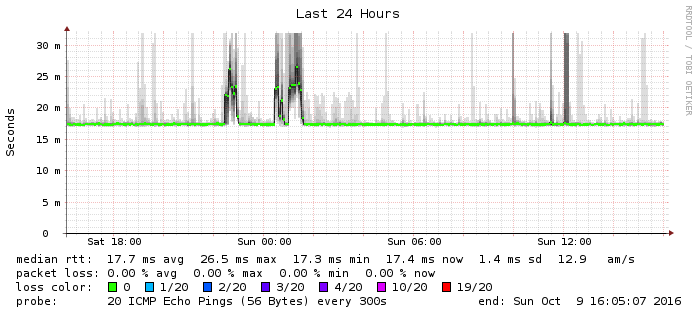 Last 24 Hours
RRDTOOL / TOBI OETIKER
Seconds
30 m
25 m
20 m
15 m
10 m
5 m
0
Sat 18:00 Sun 00:00 Sun 06:00 Sun 12:00
median rtt: 17.7 ms avg 26.5 ms max 17.3 ms min 17.4 ms now 1.4 ms sd 12.9 am/s
packet loss: 0.00 % avg 0.00 % max 0.00 % min 0.00 % now
loss color: 0 1/20 2/20 3/20 4/20 10/20 19/20
probe: 20 ICMP Echo Pings (56 Bytes) every 300s end: Sun Oct 9 16:05:07 2016